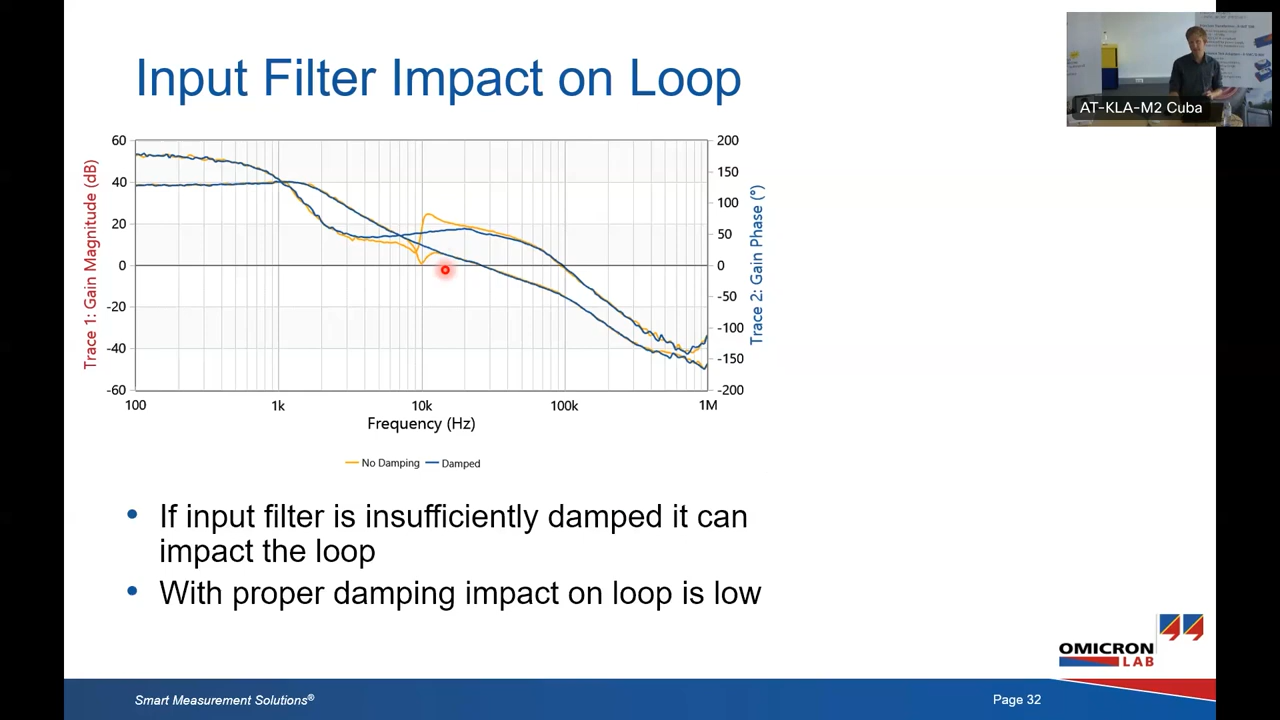 Input Filter Impact on Loop
AT-KLA-M2 Cuba
60
40
20
0
-20
-40
-60
Trace 1: Gain Magnitude (dB)
200
150
100
50
0
-50
-100
-150
-200
Trace 2: Gain Phase (°)
100
1k
10k
100k
1M
Frequency (Hz)
No Damping
Damped
• If input filter is insufficiently damped it can
impact the loop
• With proper damping impact on loop is low
OMICRON
LAB
Smart Measurement Solutions®
Page 32